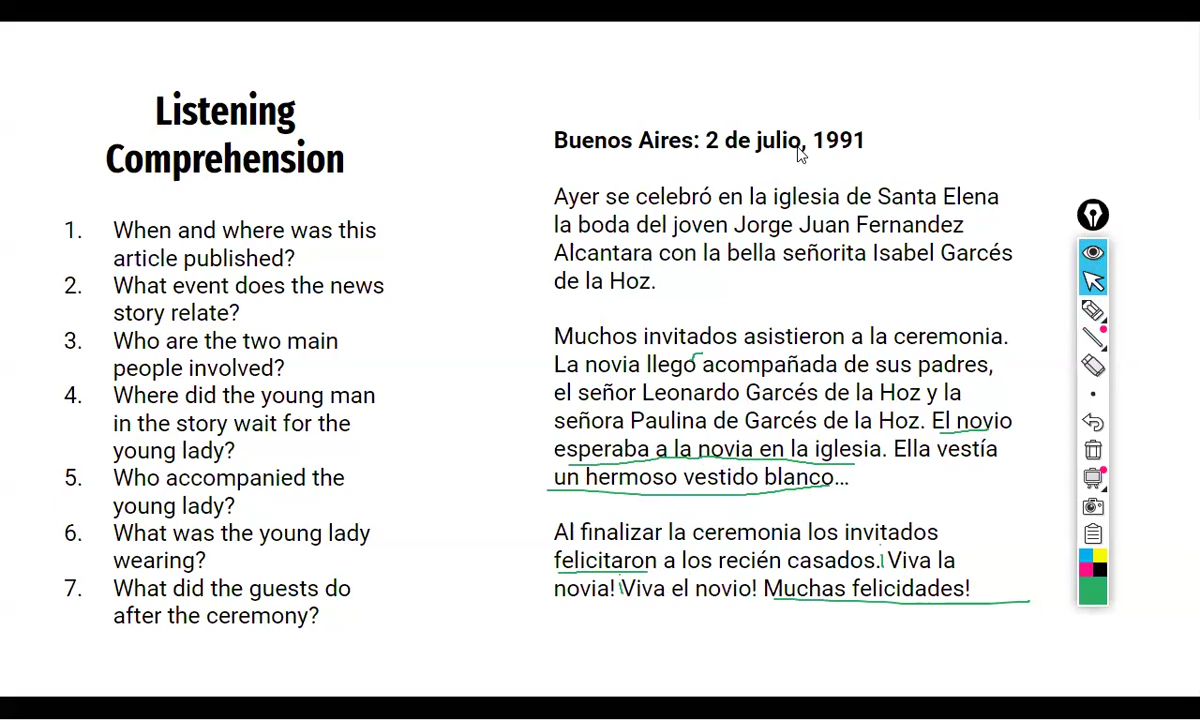 Listening
Comprehension
1. When and where was this
article published?
2. What event does the news
story relate?
3. Who are the two main
people involved?
4. Where did the young man
in the story wait for the
young lady?
5. Who accompanied the
young lady?
6. What was the young lady
wearing?
7. What did the guests do
after the ceremony?
Buenos Aires: 2 de julio, 1991
Ayer se celebró en la iglesia de Santa Elena
la boda del joven Jorge Juan Fernandez
Alcantara con la bella señorita Isabel Garcés
de la Hoz.
Muchos invitados asistieron a la ceremonia.
La novia llegó acompañada de sus padres,
el señor Leonardo Garcés de la Hoz y la
señora Paulina de Garcés de la Hoz. El novio
esperaba a la novia en la iglesia. Ella vestía
un hermoso vestido blanco...
Al finalizar la ceremonia los invitados
felicitaron a los recién casados.¡Viva la
novia! ¡Viva el novio! Muchas felicidades!